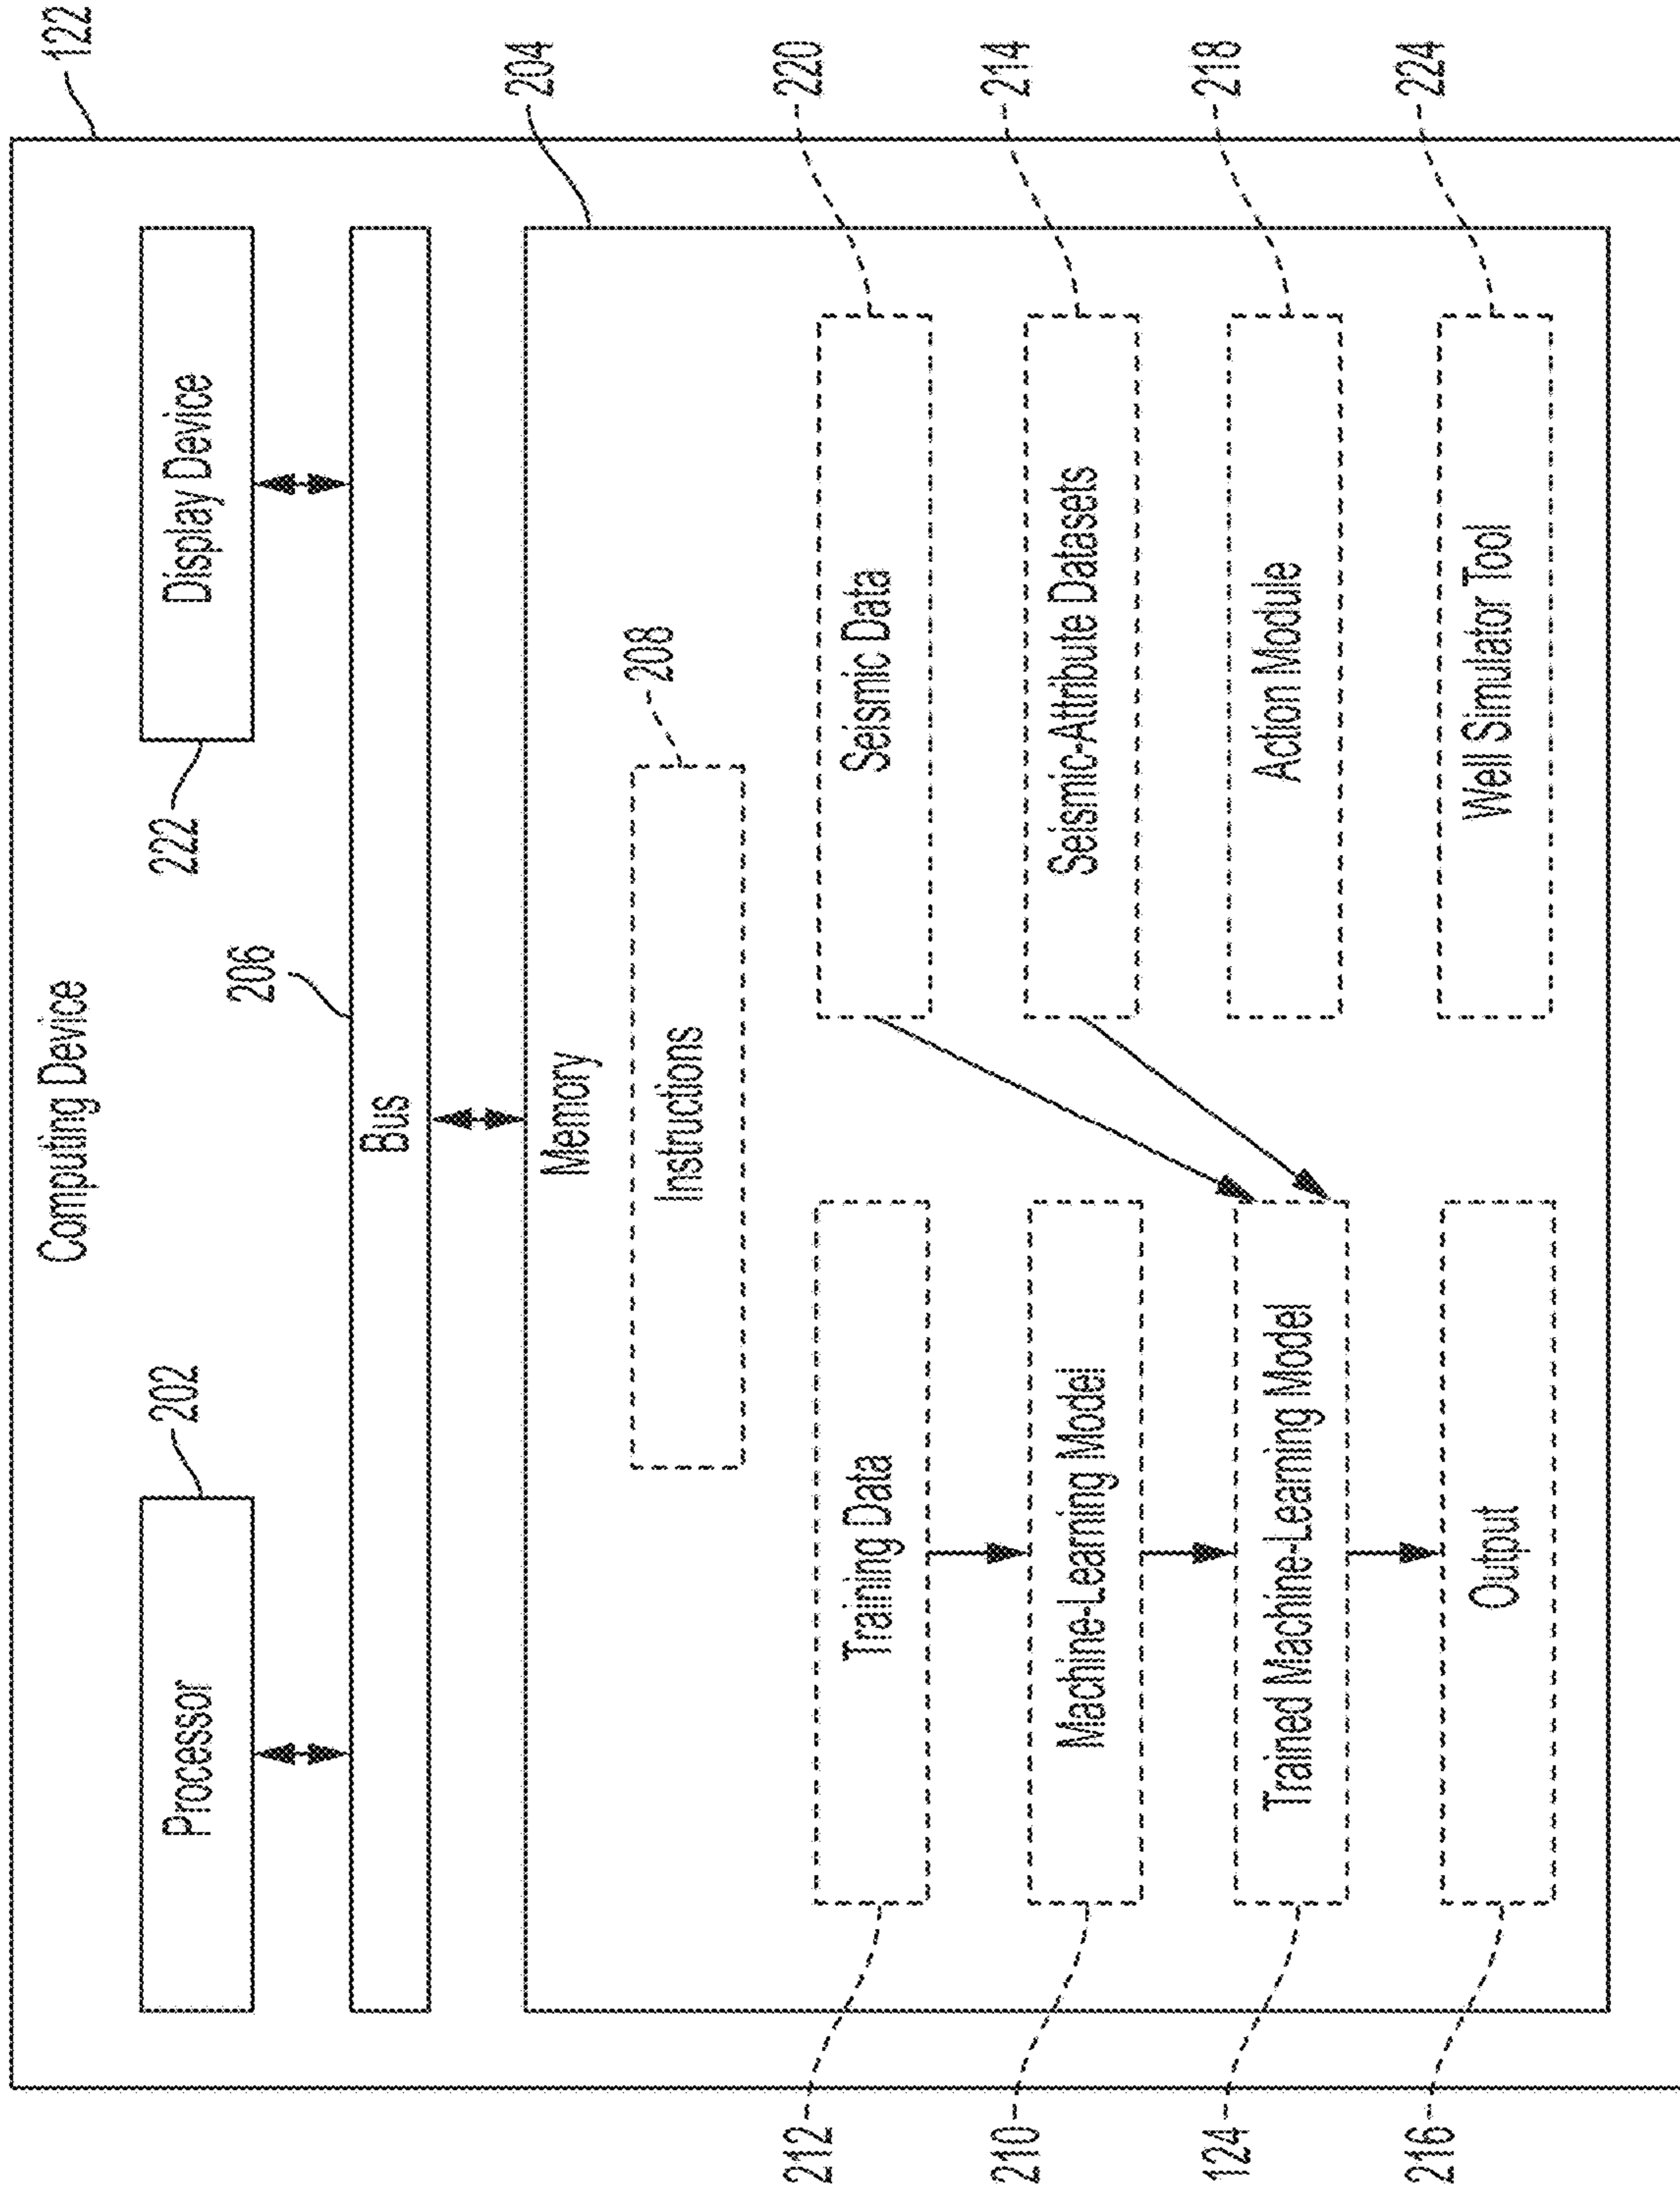 Computing Device
122
Processor
202
Display Device
222
206
Bus
204
Memory
Instructions
208
212
Training Data
Seismic Data
220
210
Machine-Learning Model
Seismic-Attribute Datasets
214
124
Trained Machine-Learning Model
Action Module
218
216
Output
Well Simulator Tool
224